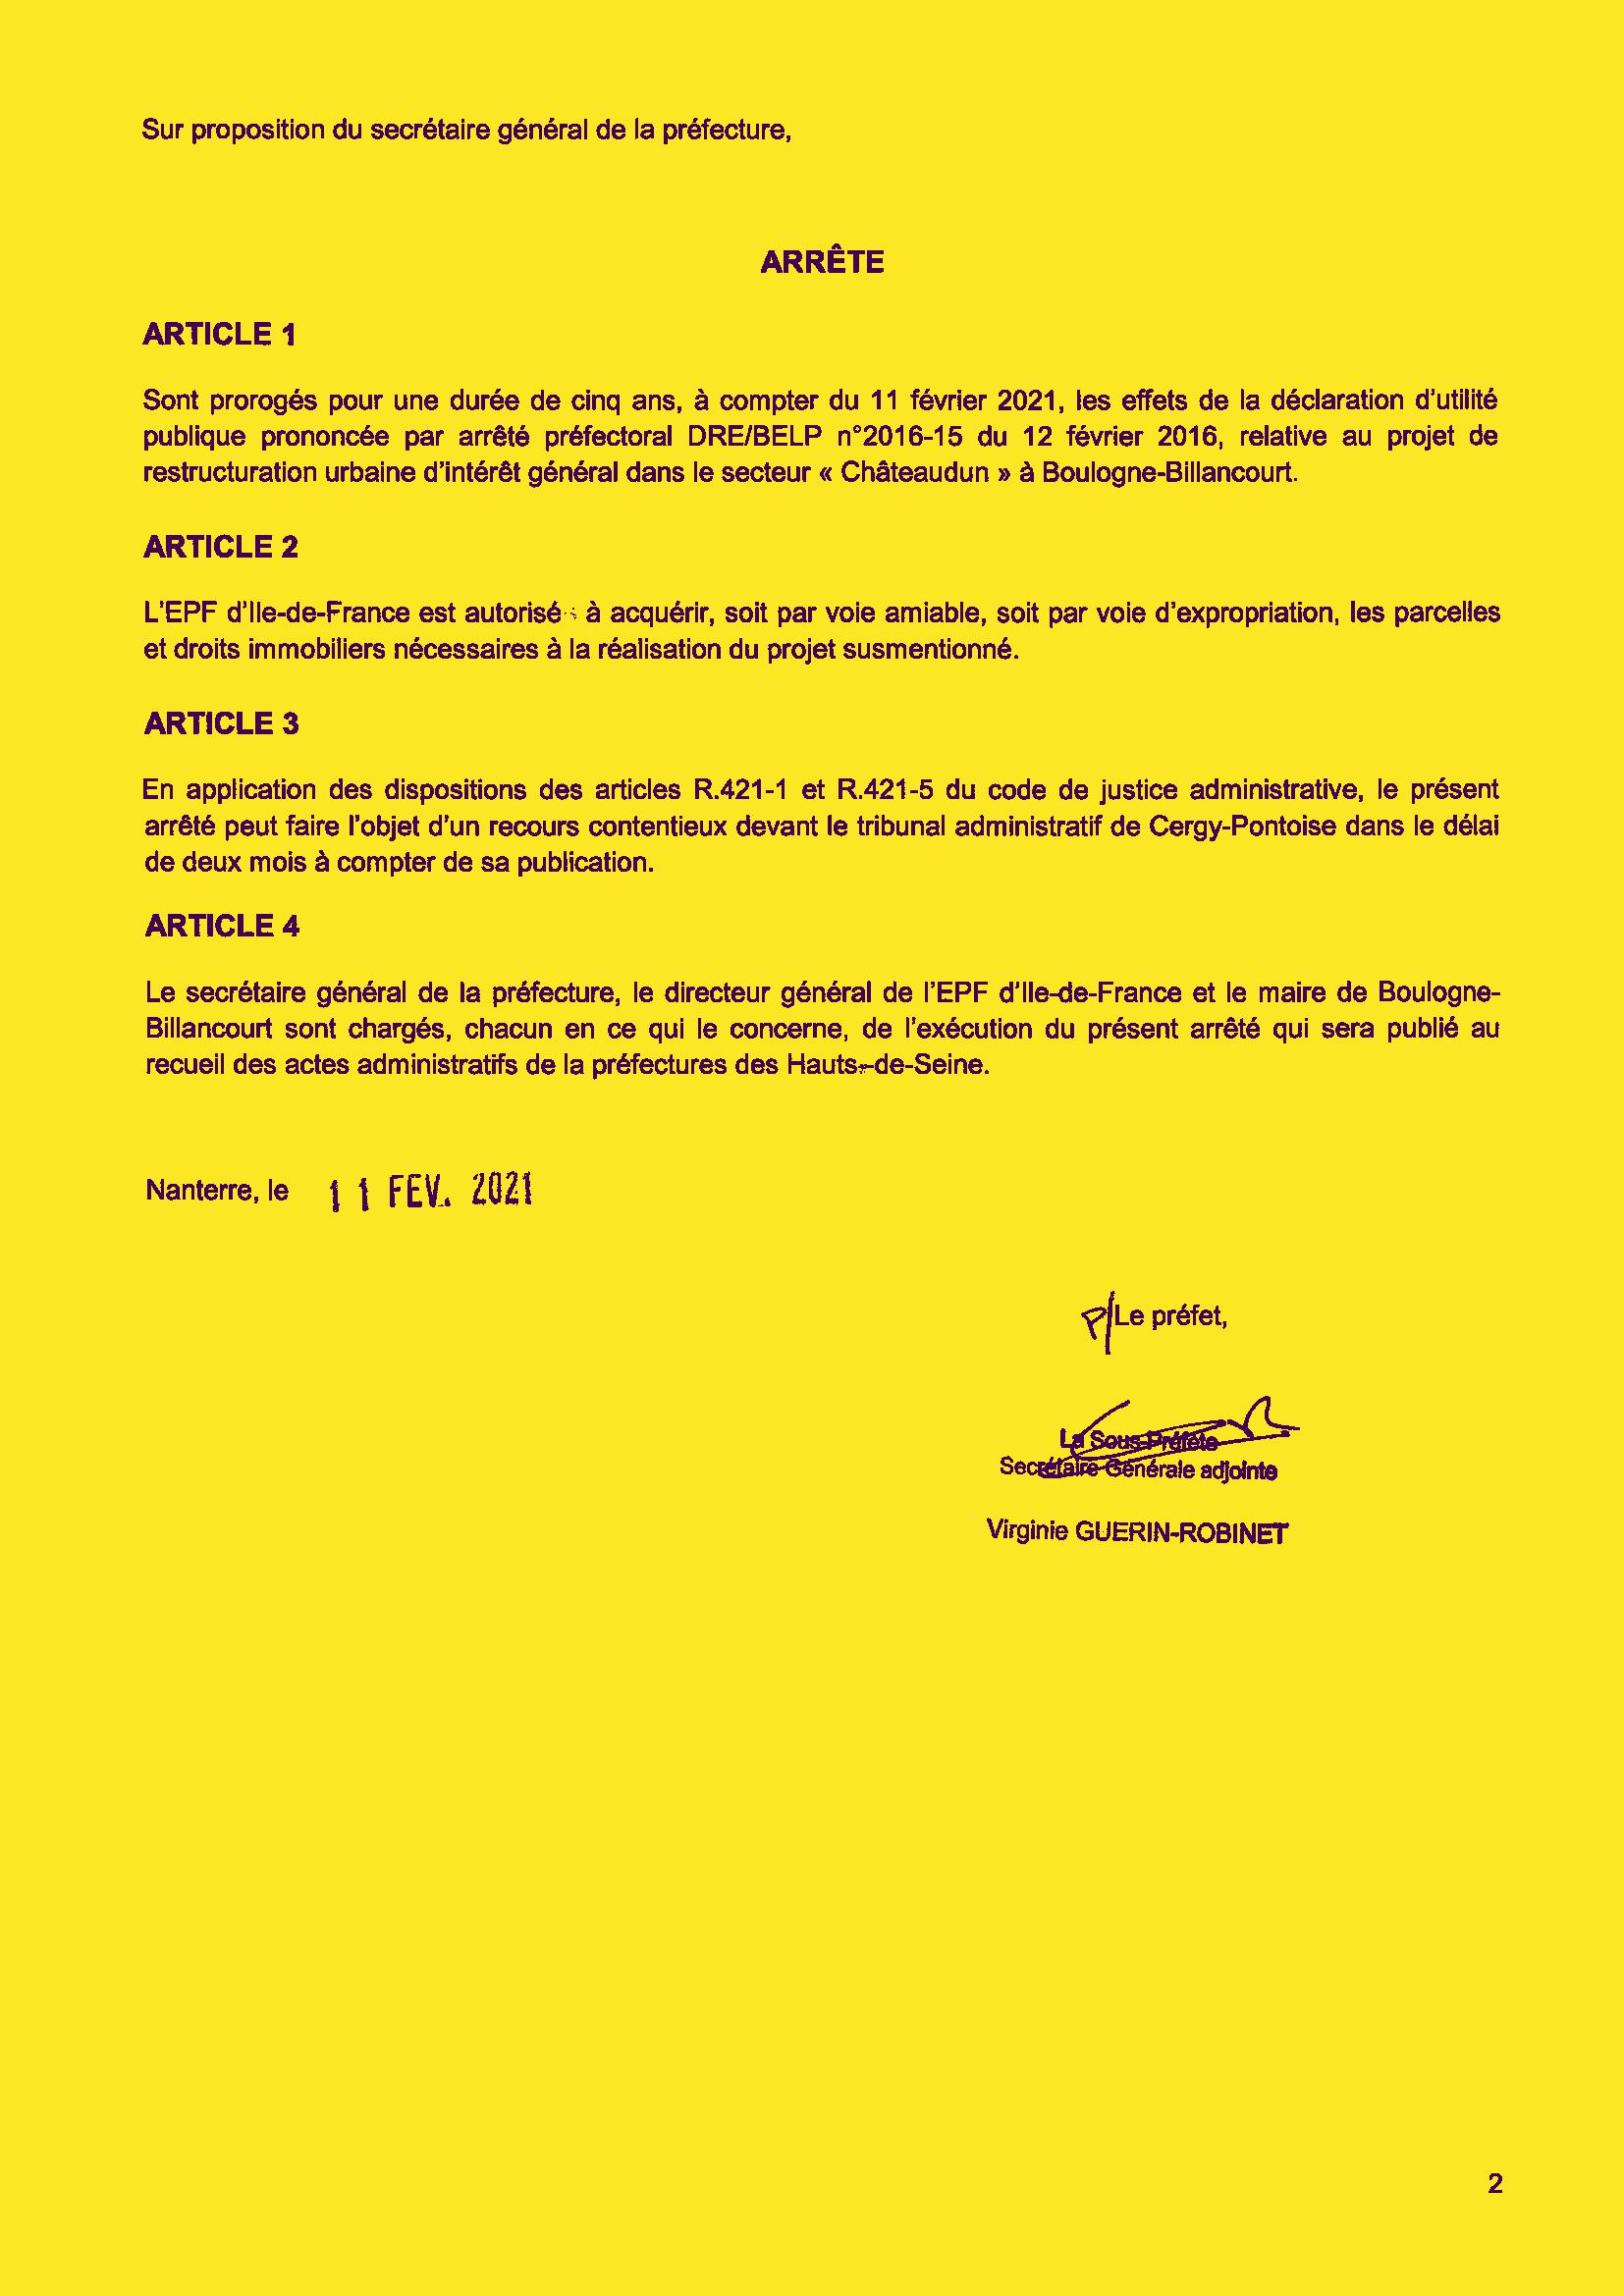 Sur proposition du secrétaire général de la préfecture,
ARRÊTE
ARTICLE 1
Sont prorogés pour une durée de cinq ans, à compter du 11 février 2021, les effets de la déclaration d'utilité
publique prononcée par arrêté préfectoral DRE/BELP n°2016-15 du 12 février 2016, relative au projet de
restructuration urbaine d'intérêt général dans le secteur « Châteaudun » à Boulogne-Billancourt.
ARTICLE 2
L'EPF d'Ile-de-France est autorisé à acquérir, soit par voie amiable, soit par voie d'expropriation, les parcelles
et droits immobiliers nécessaires à la réalisation du projet susmentionné.
ARTICLE 3
En application des dispositions des articles R.421-1 et R.421-5 du code de justice administrative, le présent
arrêté peut faire l'objet d'un recours contentieux devant le tribunal administratif de Cergy-Pontoise dans le délai
de deux mois à compter de sa publication.
ARTICLE 4
Le secrétaire général de la préfecture, le directeur général de l'EPF d'Ile-de-France et le maire de Boulogne-
Billancourt sont chargés, chacun en ce qui le concerne, de l'exécution du présent arrêté qui sera publié au
recueil des actes administratifs de la préfectures des Hauts-de-Seine.
Nanterre, le 11 FEV. 2021
P/Le préfet,
La Sous-Préfète
Secrétaire Générale adjointe
Virginie GUERIN-ROBINET
2